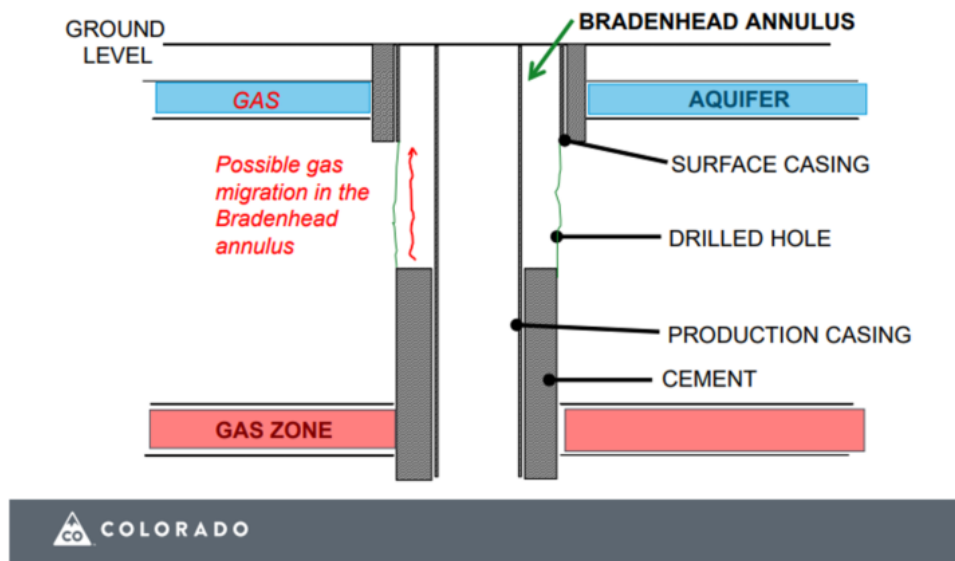 BRADENHEAD ANNULUS
GROUND
LEVEL
GAS
AQUIFER
Possible gas
migration in the
Bradenhead
annulus
SURFACE CASING
DRILLED HOLE
PRODUCTION CASING
CEMENT
GAS ZONE
CO
COLORADO